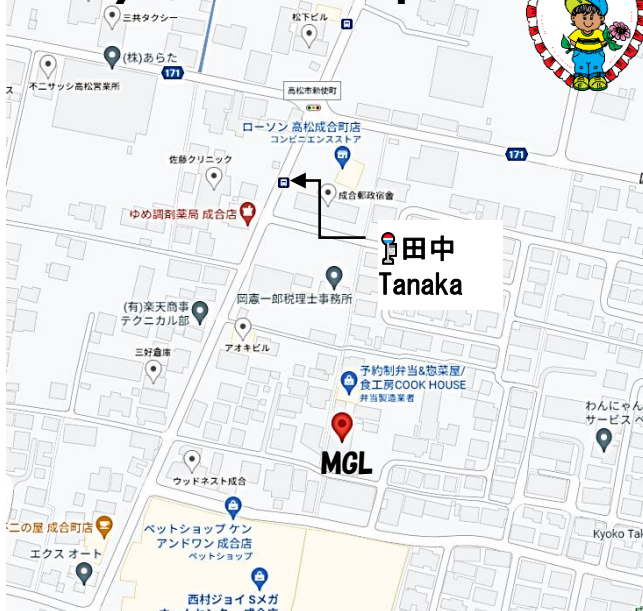 三共タクシー
松下ビル
(株)あらた
171
不二サッシ高松営業所
高松市勅使町
ローソン 高松成合町店
コンビニエンスストア
171
佐藤クリニック
成合郵政宿舎
ゆめ調剤薬局 成合店
田中
Tanaka
岡憲一郎税理士事務所
(有)楽天商事
テクニカル部
アオキビル
三好倉庫
予約制弁当&惣菜屋/
食工房COOK HOUSE
弁当製造業者
わんにゃん
サービス ペ
MGL
ウッドネスト成合
ペットショップ ケン
アンドワン 成合店
ペットショップ
二の屋 成合町店
エクス オート
Kyoko Tak
西村ジョイ Sメガ